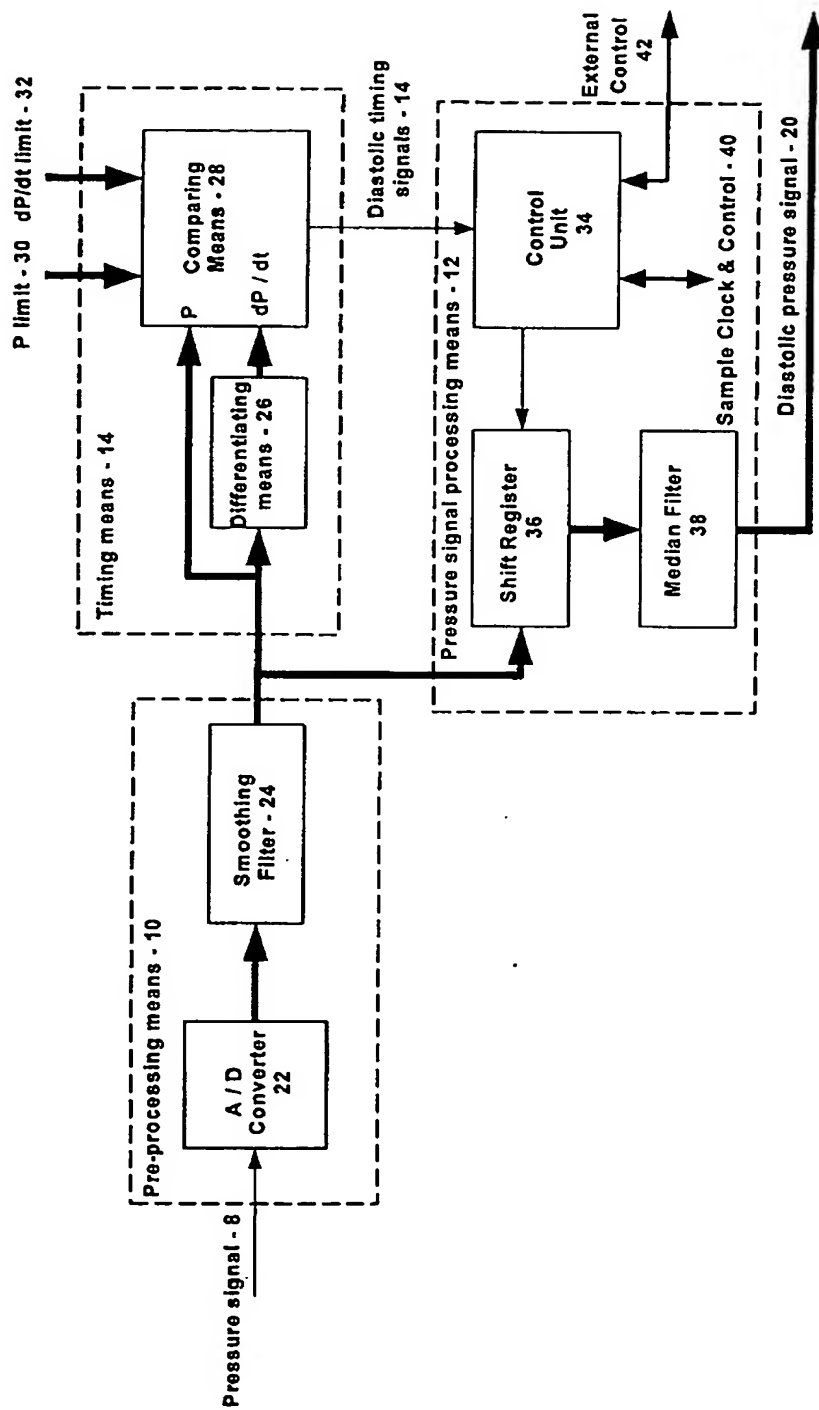 Pressure signal - 8
Pre-processing means - 10
A / D
Converter
22
Smoothing
Filter - 24
Timing means - 14
Differentiating
means - 26
P
dP / dt
Comparing
Means - 28
P limit - 30
dP/dt limit - 32
Diastolic timing
signals - 14
Pressure signal processing means - 12
Shift Register
36
Control
Unit
34
Median Filter
38
External
Control
42
Sample Clock & Control - 40
Diastolic pressure signal - 20